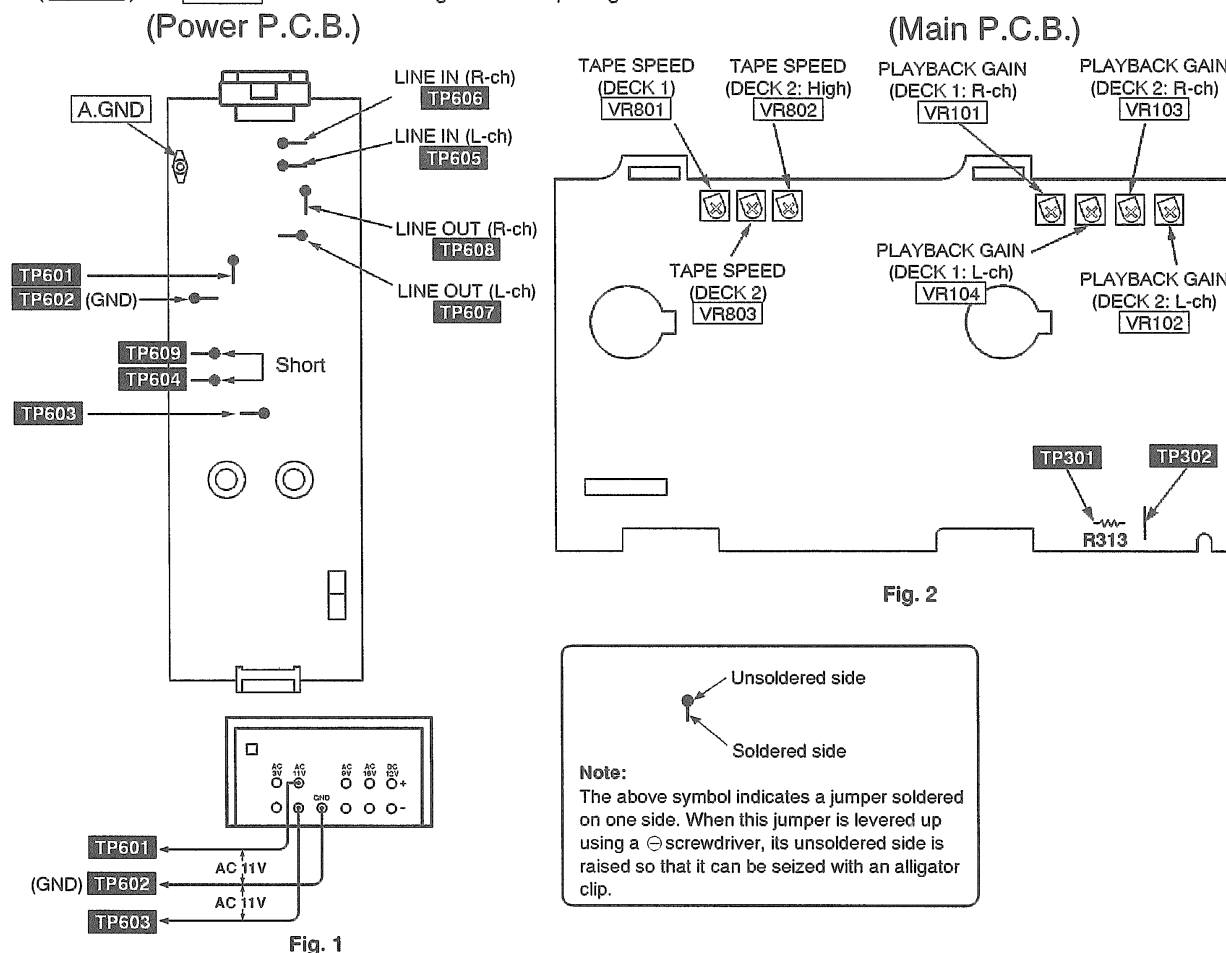 (Power P.C.B.)
(Main P.C.B.)
A.GND
LINE IN (R-ch)
TP606
LINE IN (L-ch)
TP605
LINE OUT (R-ch)
TP608
LINE OUT (L-ch)
TP607
TP601
TP602 (GND)
TP609
TP604
Short
TP603
AC
3V
AC
11V
AC
9V
AC
16V
DC
12V
+
GND
-
TP601
AC 11V
(GND) TP602
AC 11V
TP603
Fig. 1
TAPE SPEED
(DECK 1)
VR801
TAPE SPEED
(DECK 2: High)
VR802
PLAYBACK GAIN
(DECK 1: R-ch)
VR101
PLAYBACK GAIN
(DECK 2: R-ch)
VR103
TAPE SPEED
(DECK 2)
VR803
PLAYBACK GAIN
(DECK 1: L-ch)
VR104
PLAYBACK GAIN
(DECK 2: L-ch)
VR102
TP301
TP302
R313
Fig. 2
Unsoldered side
Soldered side
Note:
The above symbol indicates a jumper soldered
on one side. When this jumper is levered up
using a ⊖ screwdriver, its unsoldered side is
raised so that it can be seized with an alligator
clip.